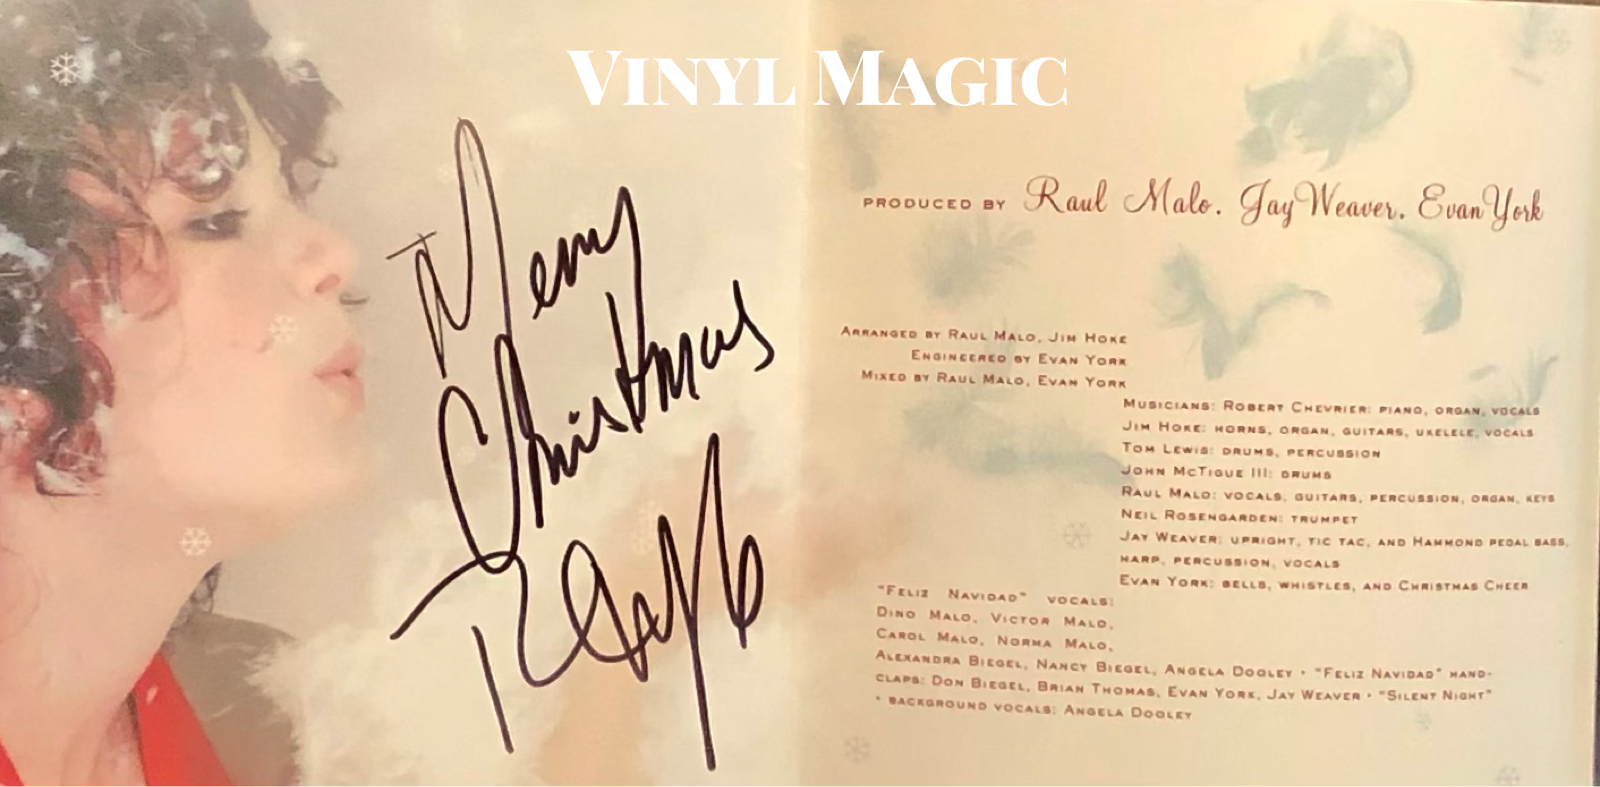 VINYL MAGIC
Merry
Christmas
PRODUCED BY Raul Malo, Jay Weaver, Evan York
ARRANGED BY RAUL MALO, JIM HOKE
ENGINEERED BY EVAN YORK
MIXED BY RAUL MALO, EVAN YORK
MUSICIANS: ROBERT CHEVRIER: PIANO, ORGAN, VOCALS
JIM HOKE: HORNS, ORGAN, GUITARS, UKELELE, VOCALS
TOM LEWIS: DRUMS, PERCUSSION
JOHN MCTIGUE III: DRUMS
RAUL MALO: VOCALS, GUITARS, PERCUSSION, ORGAN, KEYS
NEIL ROSENGARDEN: TRUMPET
JAY WEAVER: UPRIGHT, TIC TAC, AND HAMMOND PEDAL BASS,
HARP, PERCUSSION, VOCALS
EVAN YORK: BELLS, WHISTLES, AND CHRISTMAS CHEER
"FELIZ NAVIDAD" VOCALS:
DINO MALO, VICTOR MALO,
CAROL MALO, NORMA MALO,
ALEXANDRA BIEGEL, NANCY BIEGEL, ANGELA DOOLEY • "FELIZ NAVIDAD" HAND-
CLAPS: DON BIEGEL, BRIAN THOMAS, EVAN YORK, JAY WEAVER • "SILENT NIGHT"
• BACKGROUND VOCALS: ANGELA DOOLEY